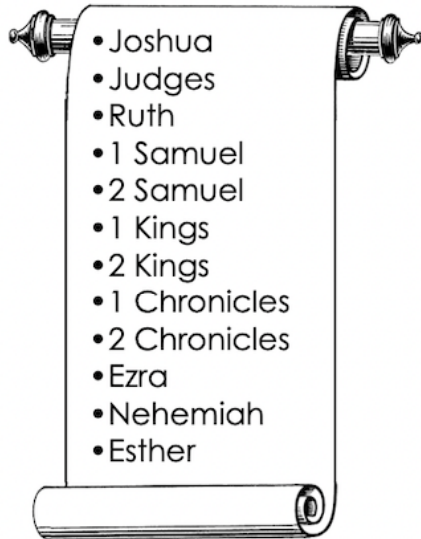 •Joshua
•Judges
•Ruth
•1 Samuel
•2 Samuel
•1 Kings
•2 Kings
•1 Chronicles
•2 Chronicles
•Ezra
•Nehemiah
•Esther